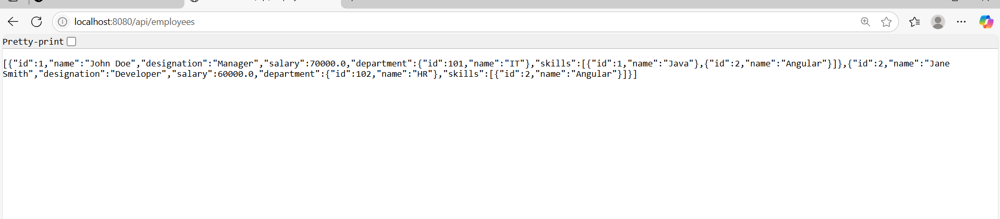 localhost:8080/api/employees
Pretty-print
[{"id":1,"name":"John Doe","designation":"Manager","salary":70000.0,"department":{"id":101,"name":"IT"},"skills":[{"id":1,"name":"Java"},{"id":2,"name":"Angular"}]},{"id":2,"name":"Jane
Smith","designation":"Developer","salary":60000.0,"department":{"id":102,"name":"HR"},"skills":[{"id":2,"name":"Angular"}]}]